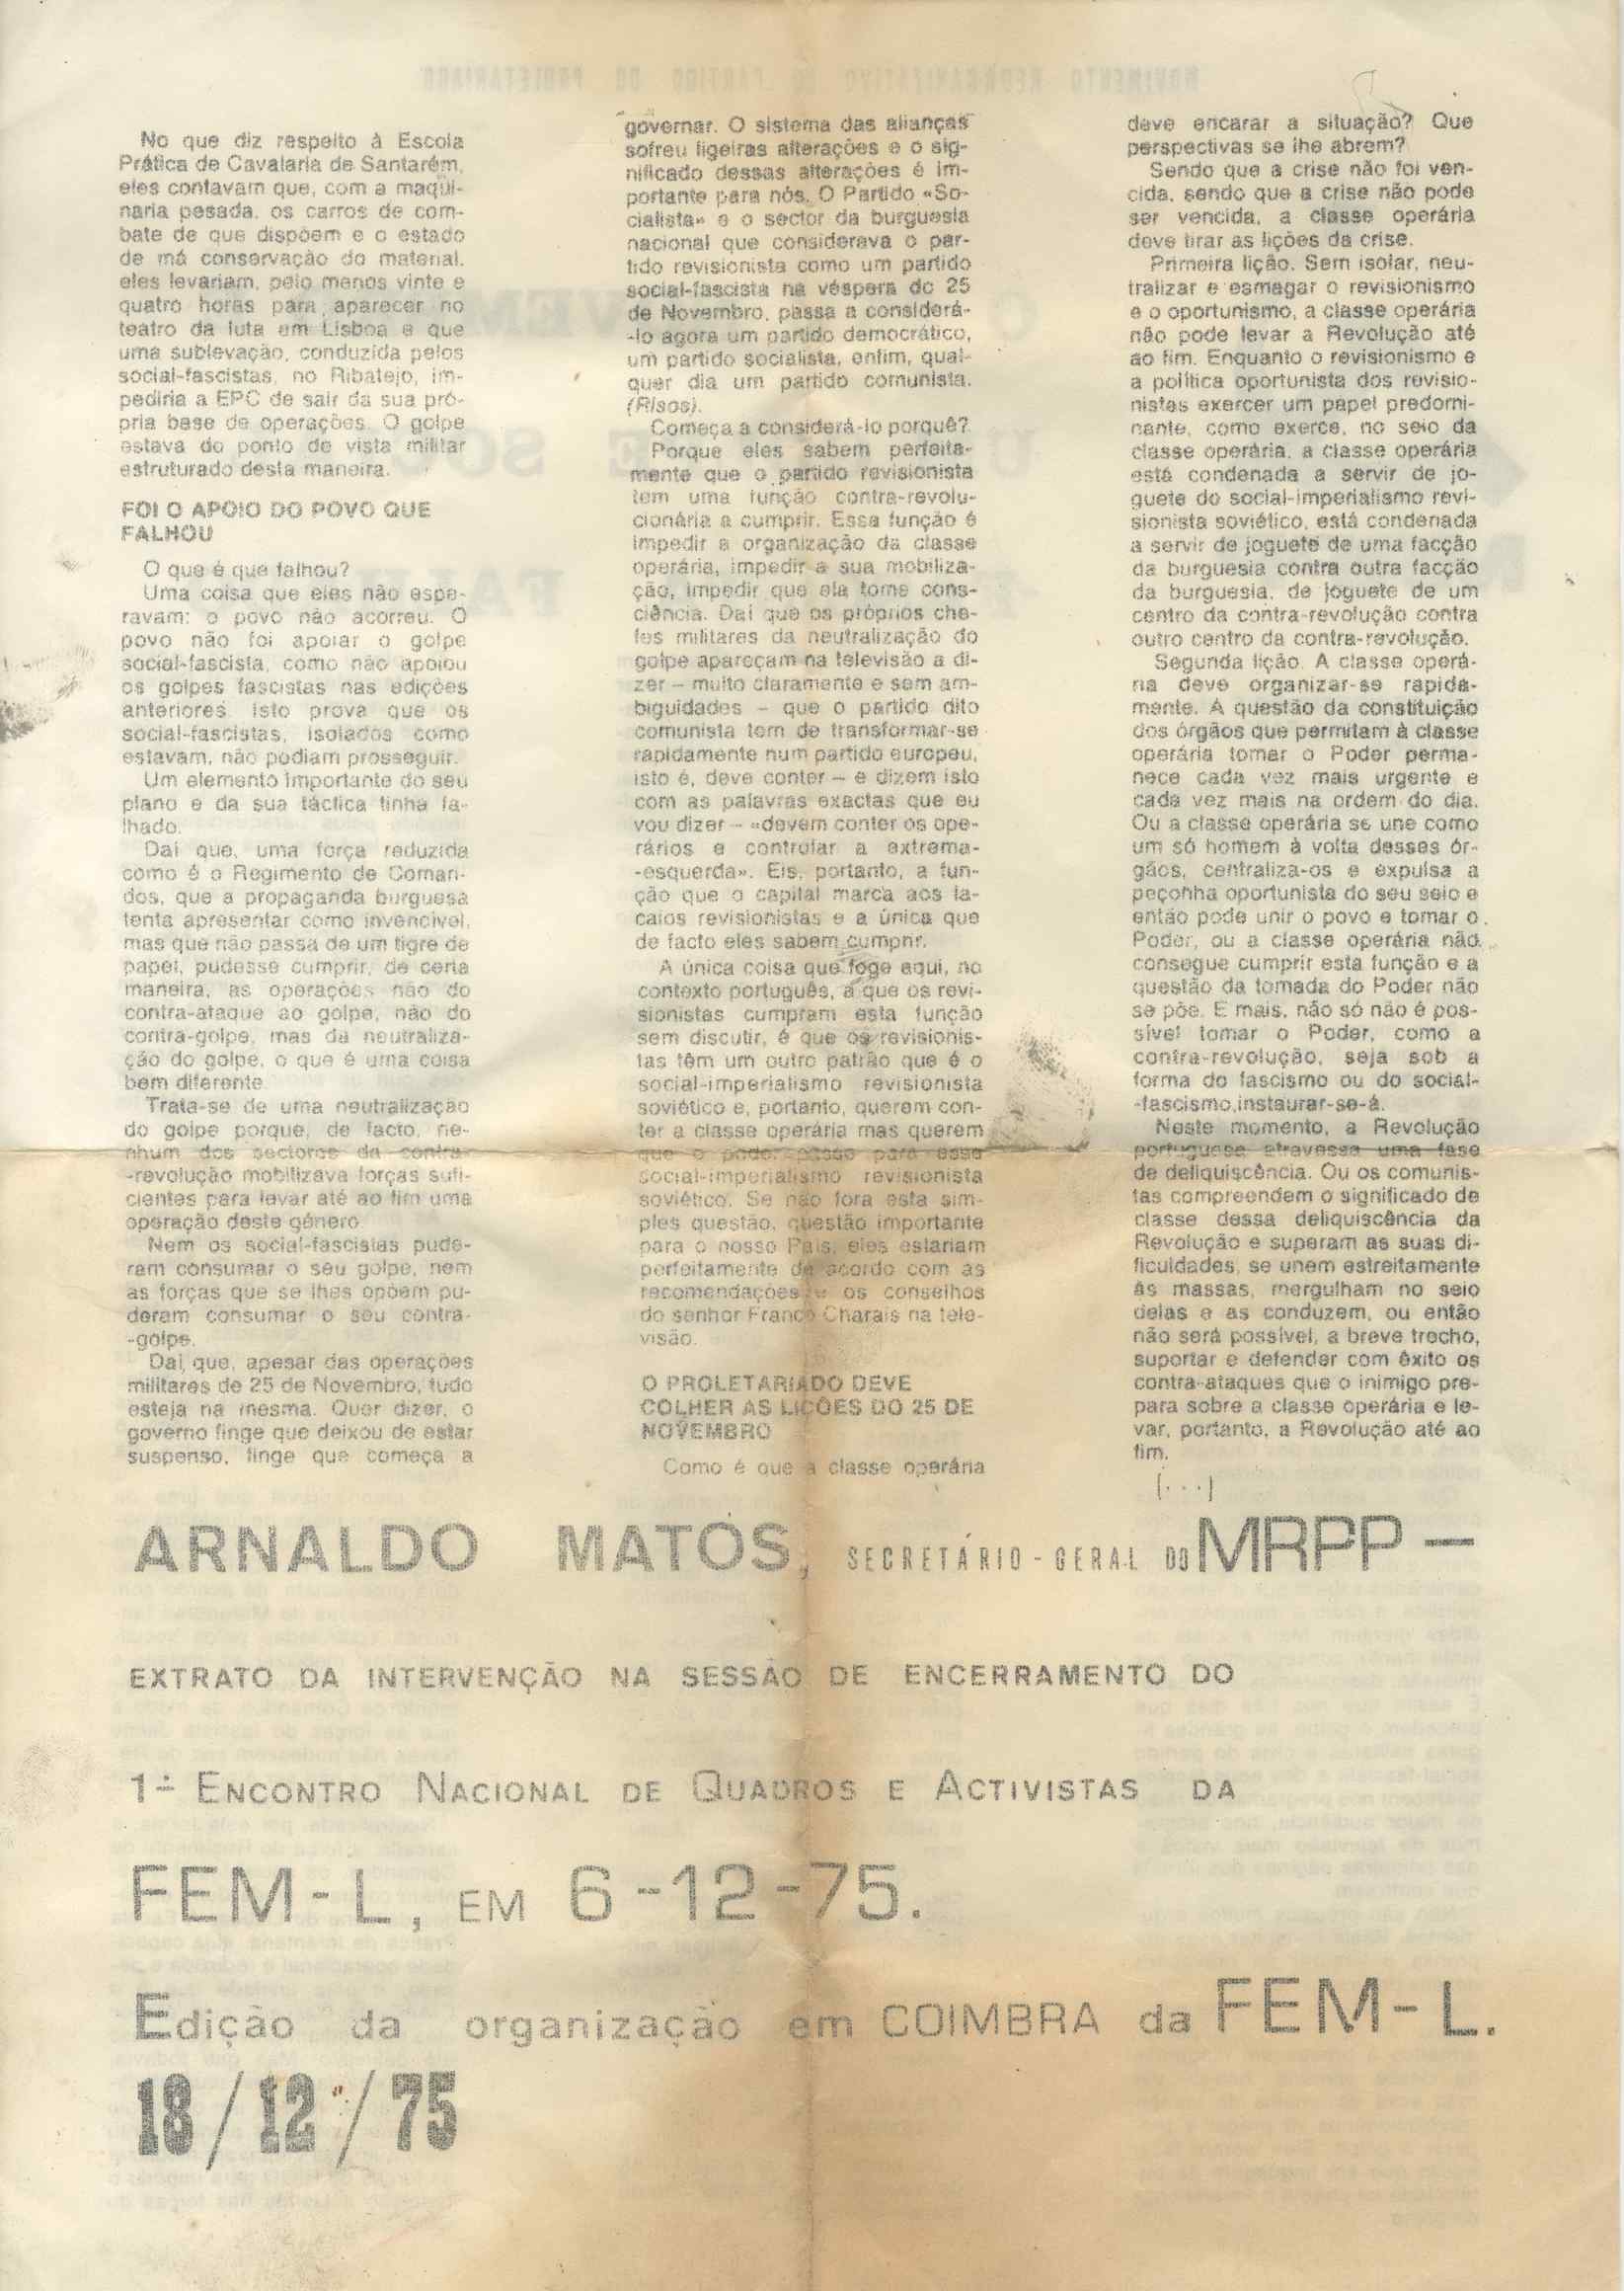 No que diz respeito à Escola
Prática de Cavalaria de Santarém,
eles contavam que, com a maqui-
naria pesada, os carros de com-
bate de que dispõem e o estado
de má conservação do material,
eles levariam, pelo menos vinte e
quatro horas para aparecer no
teatro da luta em Lisboa e que
uma sublevação, conduzida pelos
social-fascistas, no Ribatejo, im-
pediria a EPC de sair da sua pró-
pria base de operações. O golpe
estava do ponto de vista militar
estruturado desta maneira.
FOI O APOIO DO POVO QUE
FALHOU
O que é que falhou?
Uma coisa que eles não espe-
ravam: o povo não acorreu. O
povo não foi apoiar o golpe
social-fascista, como não apoiou
os golpes fascistas nas edições
anteriores. Isto prova que os
social-fascistas, isolados como
estavam, não podiam prosseguir.
Um elemento importante do seu
plano e da sua táctica tinha fa-
lhado.
Daí que, uma força reduzida
como é o Regimento de Coman-
dos, que a propaganda burguesa
tenta apresentar como invencível,
mas que não passa de um tigre de
papel, pudesse cumprir, de certa
maneira, as operações não do
contra-ataque ao golpe, não do
contra-golpe, mas da neutraliza-
ção do golpe, o que é uma coisa
bem diferente.
Trata-se de uma neutralização
do golpe porque, de facto, ne-
nhum dos sectores da contra-
-revolução mobilizava forças sufi-
cientes para levar até ao fim uma
operação deste género.
Nem os social-fascistas pude-
ram consumar o seu golpe, nem
as forças que se lhes opõem pu-
deram consumar o seu contra-
-golpe.
Daí, que, apesar das operações
militares de 25 de Novembro, tudo
esteja na mesma. Quer dizer, o
governo finge que deixou de estar
suspenso, finge que começa a
governar. O sistema das alianças
sofreu ligeiras alterações e o sig-
nificado dessas alterações é im-
portante para nós. O Partido «So-
cialista» e o sector da burguesia
nacional que considerava o par-
tido revisionista como um partido
social-fascista na véspera do 25
de Novembro, passa a considerá-
-lo agora um partido democrático,
um partido socialista, enfim, qual-
quer dia um partido comunista.
(Risos).
Começa a considerá-lo porquê?
Porque eles sabem perfeita-
mente que o partido revisionista
tem uma função contra-revolu-
cionária a cumprir. Essa função é
impedir a organização da classe
operária, impedir a sua mobiliza-
ção, impedir que ela tome cons-
ciência. Daí que os próprios che-
fes militares da neutralização do
golpe apareçam na televisão a di-
zer – muito claramente e sem am-
biguidades – que o partido dito
comunista tem de transformar-se
rapidamente num partido europeu,
isto é, deve conter – e dizem isto
com as palavras exactas que eu
vou dizer – «devem conter os ope-
rários e controlar a extrema-
-esquerda». Eis, portanto, a fun-
ção que o capital marca aos la-
caios revisionistas e a única que
de facto eles sabem cumprir.
A única coisa que foge aqui, no
contexto português, a que os revi-
sionistas cumpram esta função
sem discutir, é que os revisionis-
tas têm um outro patrão que é o
social-imperialismo revisionista
soviético e, portanto, querem con-
ter a classe operária mas querem
que o poder passe para esse
social-imperialismo revisionista
soviético. Se não fora esta sim-
ples questão, questão importante
para o nosso País, eles estariam
perfeitamente de acordo com as
recomendações e os conselhos
do senhor Franco Charais na tele-
visão.
O PROLETARIADO DEVE
COLHER AS LIÇÕES DO 25 DE
NOVEMBRO
Como é que a classe operária
deve encarar a situação? Que
perspectivas se lhe abrem?
Sendo que a crise não foi ven-
cida, sendo que a crise não pode
ser vencida, a classe operária
deve tirar as lições da crise.
Primeira lição. Sem isolar, neu-
tralizar e esmagar o revisionismo
e o oportunismo, a classe operária
não pode levar a Revolução até
ao fim. Enquanto o revisionismo e
a política oportunista dos revisio-
nistas exercer um papel predomi-
nante, como exerce, no seio da
classe operária, a classe operária
está condenada a servir de jo-
guete do social-imperialismo revi-
sionista soviético, está condenada
a servir de joguete de uma facção
da burguesia contra outra facção
da burguesia, de joguete de um
centro da contra-revolução contra
outro centro da contra-revolução.
Segunda lição. A classe operá-
ria deve organizar-se rapida-
mente. A questão da constituição
dos órgãos que permitam à classe
operária tomar o Poder perma-
nece cada vez mais urgente e
cada vez mais na ordem do dia.
Ou a classe operária se une como
um só homem à volta desses ór-
gãos, centraliza-os e expulsa a
peçonha oportunista do seu seio e
então pode unir o povo e tomar o
Poder, ou a classe operária não
consegue cumprir esta função e a
questão da tomada do Poder não
se põe. E mais, não só não é pos-
sível tomar o Poder, como a
contra-revolução, seja sob a
forma do fascismo ou do social-
-fascismo,instaurar-se-á.
Neste momento, a Revolução
portuguesa atravessa uma fase
de deliquiscência. Ou os comunis-
tas compreendem o significado de
classe dessa deliquiscência da
Revolução e superam as suas di-
ficuldades, se unem estreitamente
às massas, mergulham no seio
delas e as conduzem, ou então
não será possível, a breve trecho,
suportar e defender com êxito os
contra-ataques que o inimigo pre-
para sobre a classe operária e le-
var, portanto, a Revolução até ao
fim.
(...)
ARNALDO MATOS, SECRETÁRIO-GERAL DO MRPP –
EXTRATO DA INTERVENÇÃO NA SESSÃO DE ENCERRAMENTO DO
1º ENCONTRO NACIONAL DE QUADROS E ACTIVISTAS DA
FEM-L, EM 6-12-75.
Edição da organização em COIMBRA da FEM-L.
18/12/75